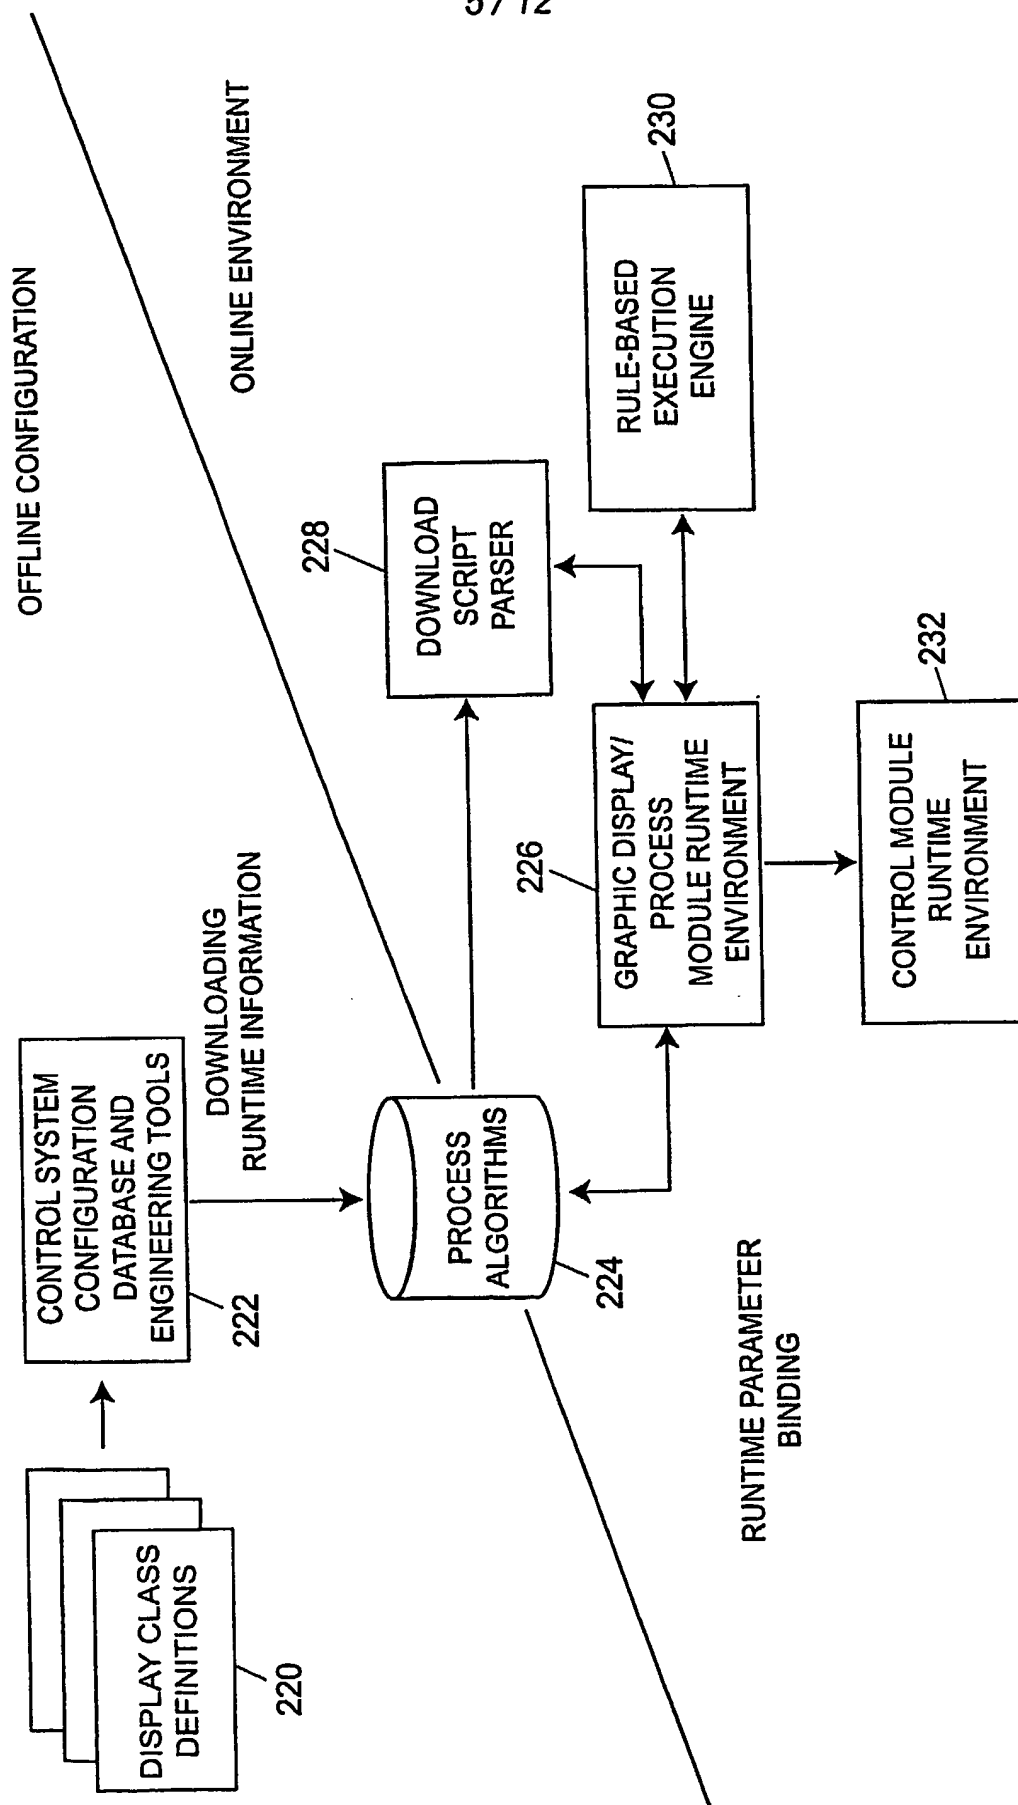 5 / 12
OFFLINE CONFIGURATION
ONLINE ENVIRONMENT
DISPLAY CLASS
DEFINITIONS
220
CONTROL SYSTEM
CONFIGURATION
DATABASE AND
ENGINEERING TOOLS
222
DOWNLOADING
RUNTIME INFORMATION
PROCESS
ALGORITHMS
224
228
DOWNLOAD
SCRIPT
PARSER
226
GRAPHIC DISPLAY/
PROCESS
MODULE RUNTIME
ENVIRONMENT
RULE-BASED
EXECUTION
ENGINE
230
RUNTIME PARAMETER
BINDING
CONTROL MODULE
RUNTIME
ENVIRONMENT
232